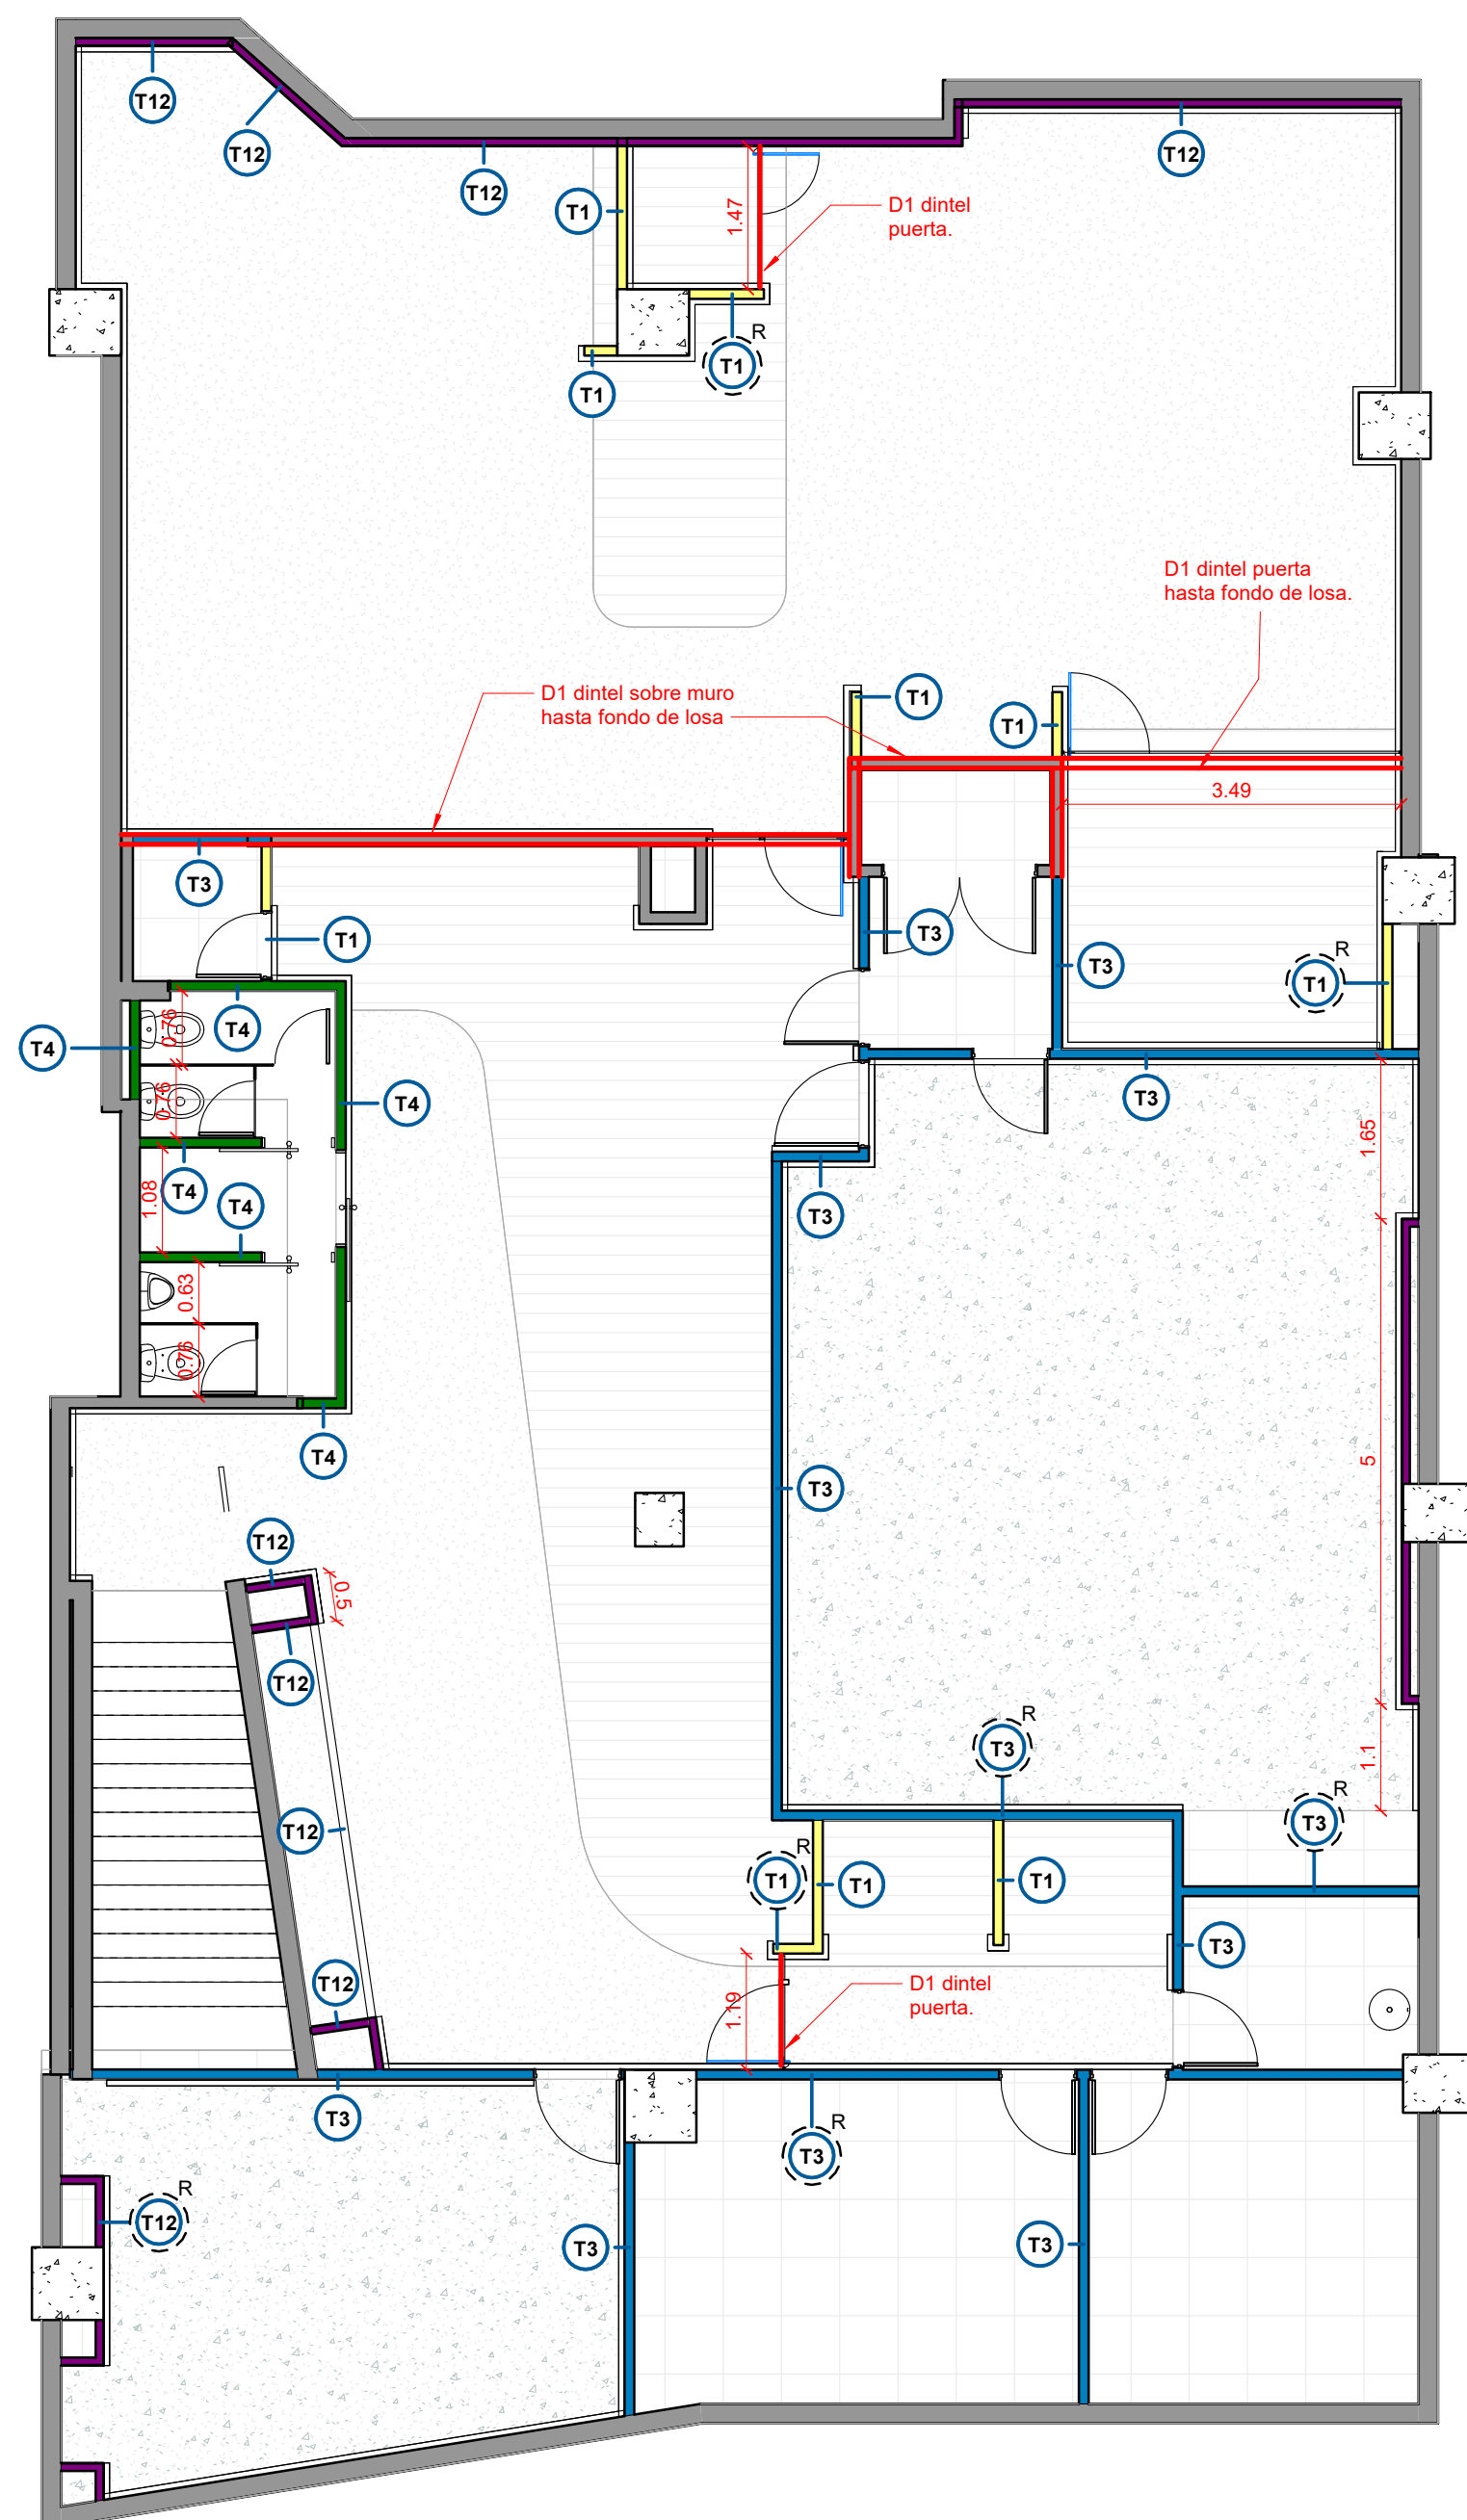 T12
T12
T12
T12
T1
1.47
D1 dintel
puerta.
R
T1
T1
D1 dintel puerta
hasta fondo de losa.
D1 dintel sobre muro
hasta fondo de losa
T1
T1
3.49
T3
T1
T3
T3
R
T1
T4
0.76
T4
0.76
T4
T3
1.65
T4
1.08
T4
T3
0.63
0.76
T4
5
T3
T12
0.5
T12
R
T3
1.1
R
T3
T12
R
T1
T1
T1
T3
T12
1.19
D1 dintel
puerta.
T3
R
T3
R
T12
T3
T3